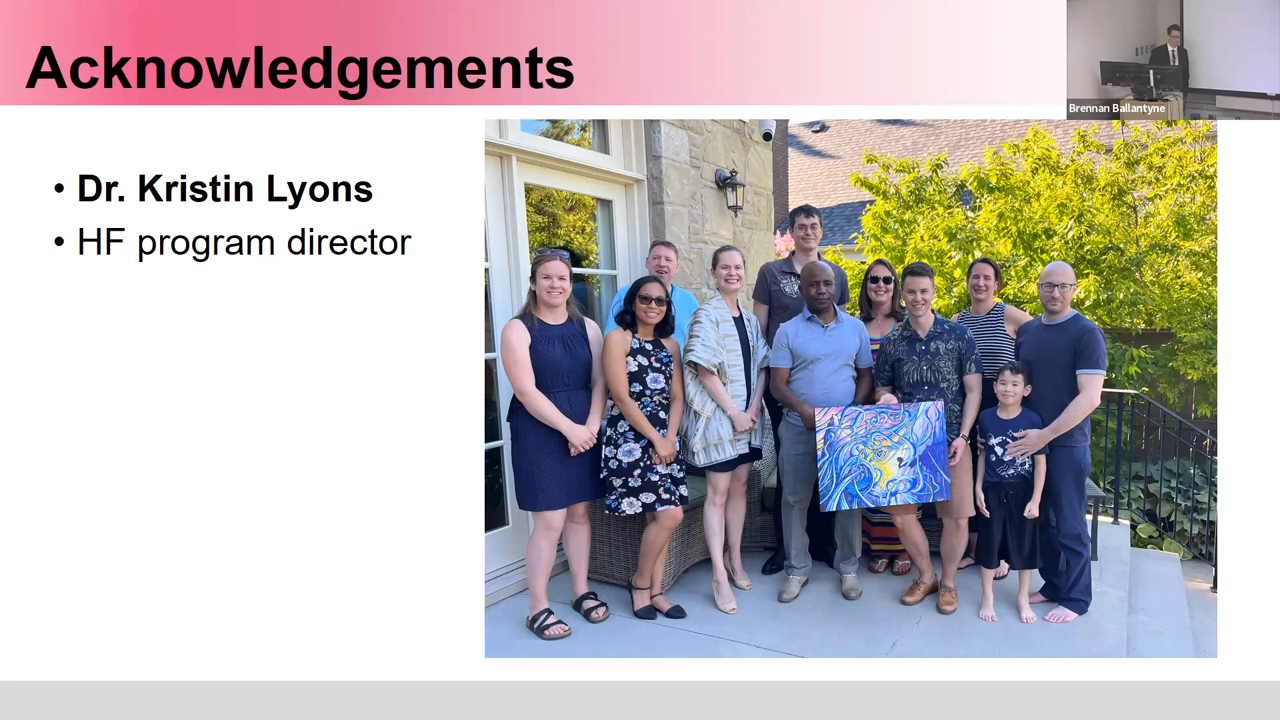 Acknowledgements
Brennan Ballantyne
• Dr. Kristin Lyons
• HF program director